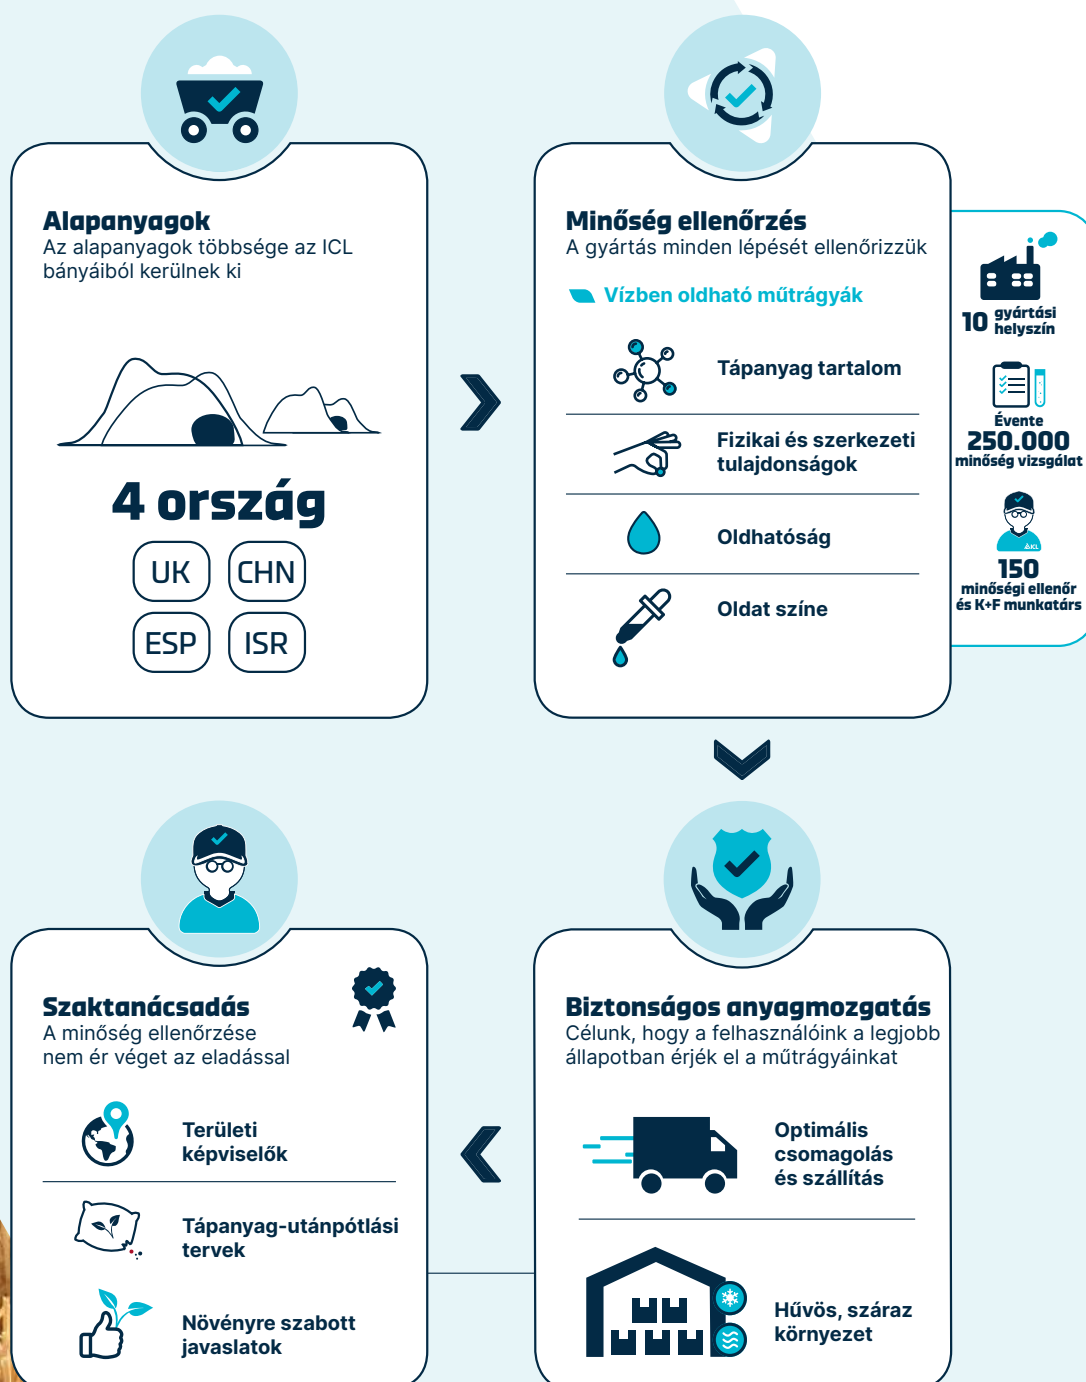 Alapanyagok
Az alapanyagok többsége az ICL
bányáiból kerülnek ki
4 ország
UK
CHN
ESP
ISR
Minőség ellenőrzés
A gyártás minden lépését ellenőrizzük
Vízben oldható műtrágyák
Tápanyag tartalom
Fizikai és szerkezeti
tulajdonságok
Oldhatóság
Oldat színe
10 gyártási
helyszín
Évente
250.000
minőség vizsgálat
ICL
150
minőségi ellenőr
és K+F munkatárs
Biztonságos anyagmozgatás
Célunk, hogy a felhasználóink a legjobb
állapotban érjék el a műtrágyáinkat
Optimális
csomagolás
és szállítás
Hűvös, száraz
környezet
Szaktanácsadás
A minőség ellenőrzése
nem ér véget az eladással
Területi
képviselők
Tápanyag-utánpótlási
tervek
Növényre szabott
javaslatok